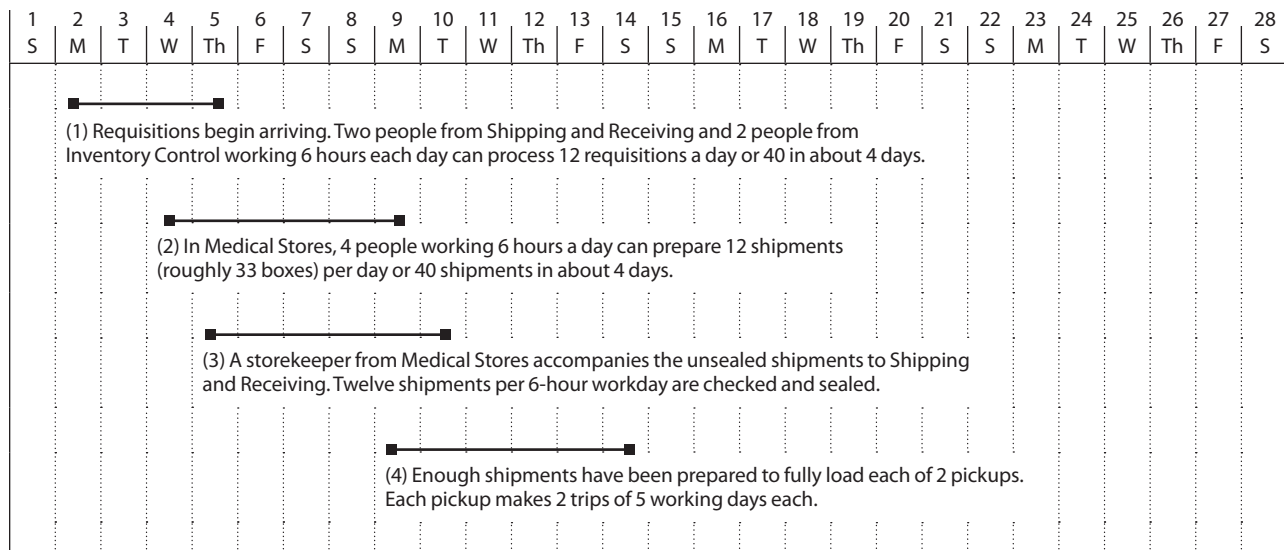 1 2 3 4 5 6 7 8 9 10 11 12 13 14 15 16 17 18 19 20 21 22 23 24 25 26 27 28
S M T W Th F S S M T W Th F S S M T W Th F S S M T W Th F S
(1) Requisitions begin arriving. Two people from Shipping and Receiving and 2 people from
Inventory Control working 6 hours each day can process 12 requisitions a day or 40 in about 4 days.
(2) In Medical Stores, 4 people working 6 hours a day can prepare 12 shipments
(roughly 33 boxes) per day or 40 shipments in about 4 days.
(3) A storekeeper from Medical Stores accompanies the unsealed shipments to Shipping
and Receiving. Twelve shipments per 6-hour workday are checked and sealed.
(4) Enough shipments have been prepared to fully load each of 2 pickups.
Each pickup makes 2 trips of 5 working days each.